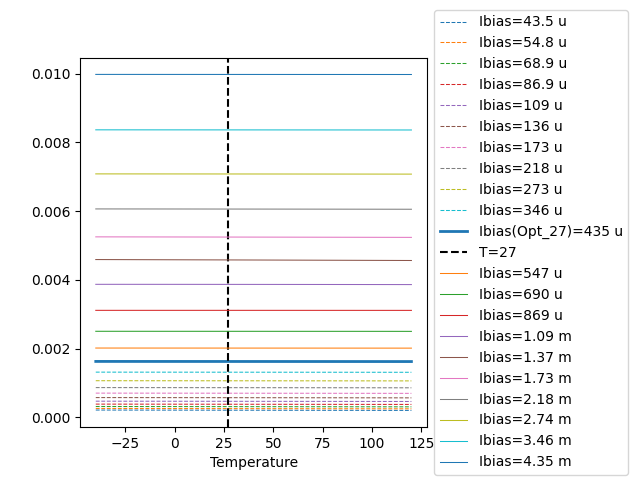 0.010
0.008
0.006
0.004
0.002
0.000
−25
0
25
50
75
100
125
Temperature
Ibias=43.5 u
Ibias=54.8 u
Ibias=68.9 u
Ibias=86.9 u
Ibias=109 u
Ibias=136 u
Ibias=173 u
Ibias=218 u
Ibias=273 u
Ibias=346 u
Ibias(Opt_27)=435 u
T=27
Ibias=547 u
Ibias=690 u
Ibias=869 u
Ibias=1.09 m
Ibias=1.37 m
Ibias=1.73 m
Ibias=2.18 m
Ibias=2.74 m
Ibias=3.46 m
Ibias=4.35 m